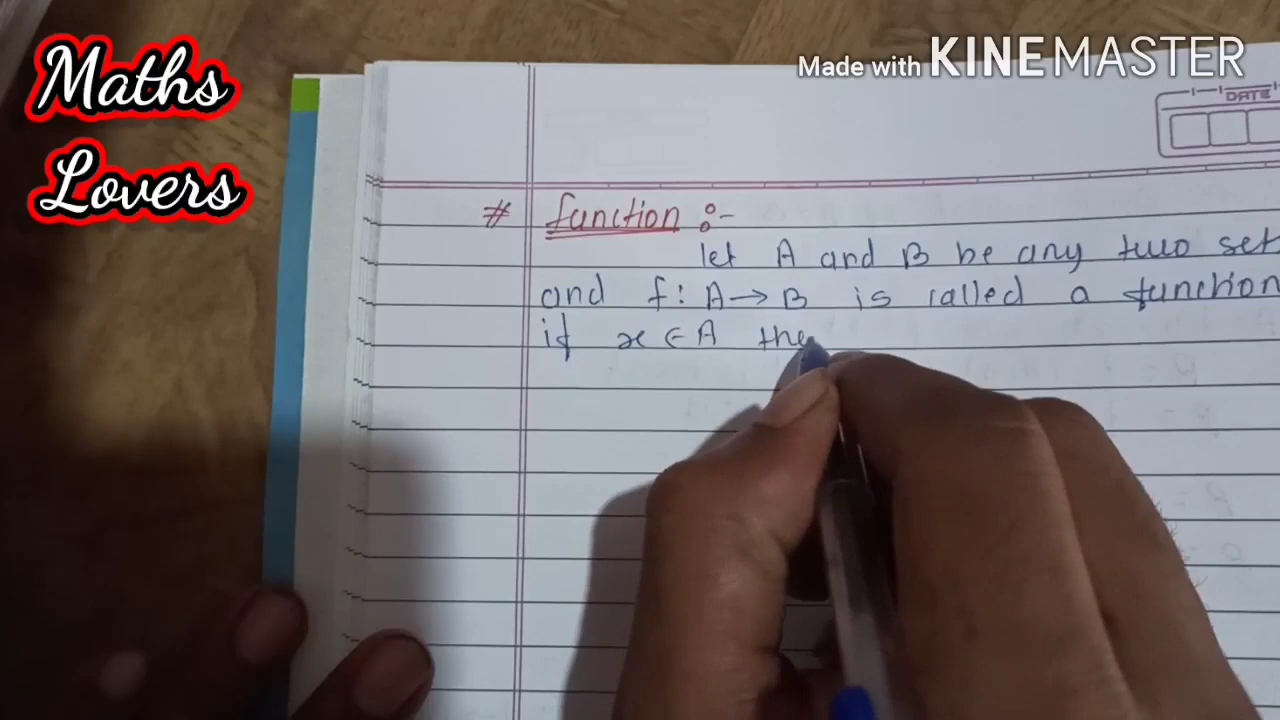 Maths
Lovers
Made with KINEMASTER
DATE
# function :-
let A and B be any two set
and f: A→B is called a function
if x ∈ A the